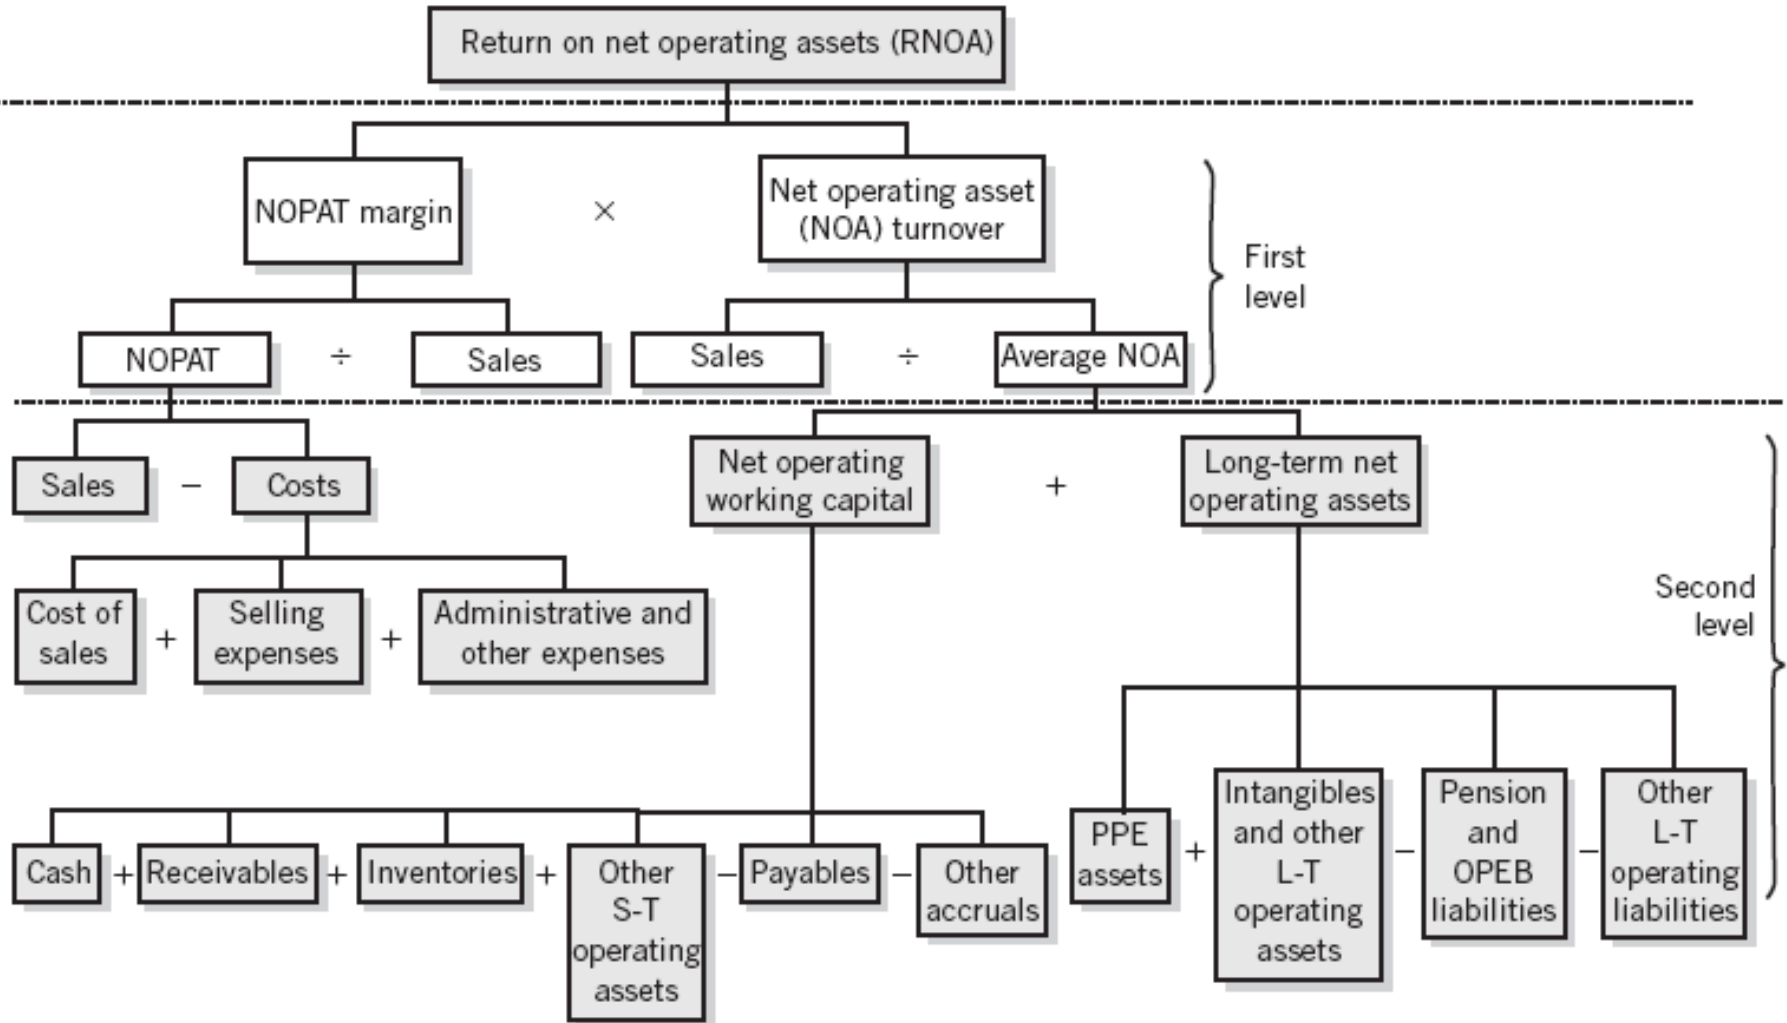 Return on net operating assets (RNOA)
NOPAT margin
×
Net operating asset
(NOA) turnover
First
level
NOPAT
÷
Sales
Sales
÷
Average NOA
Sales
−
Costs
Net operating
working capital
+
Long-term net
operating assets
Cost of
sales
+
Selling
expenses
+
Administrative and
other expenses
Second
level
Cash
+
Receivables
+
Inventories
+
Other
S-T
operating
assets
−
Payables
−
Other
accruals
PPE
assets
+
Intangibles
and other
L-T
operating
assets
−
Pension
and
OPEB
liabilities
−
Other
L-T
operating
liabilities